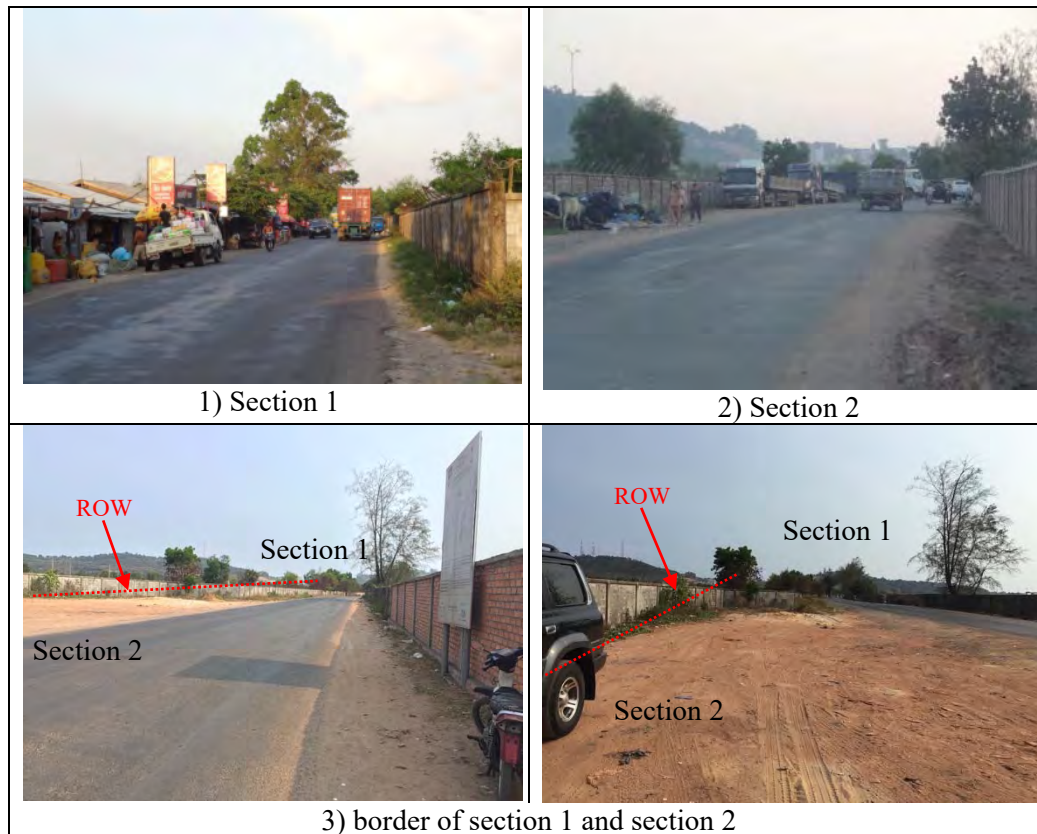 1) Section 1
2) Section 2
ROW
Section 1
Section 2
ROW
Section 1
Section 2
3) border of section 1 and section 2